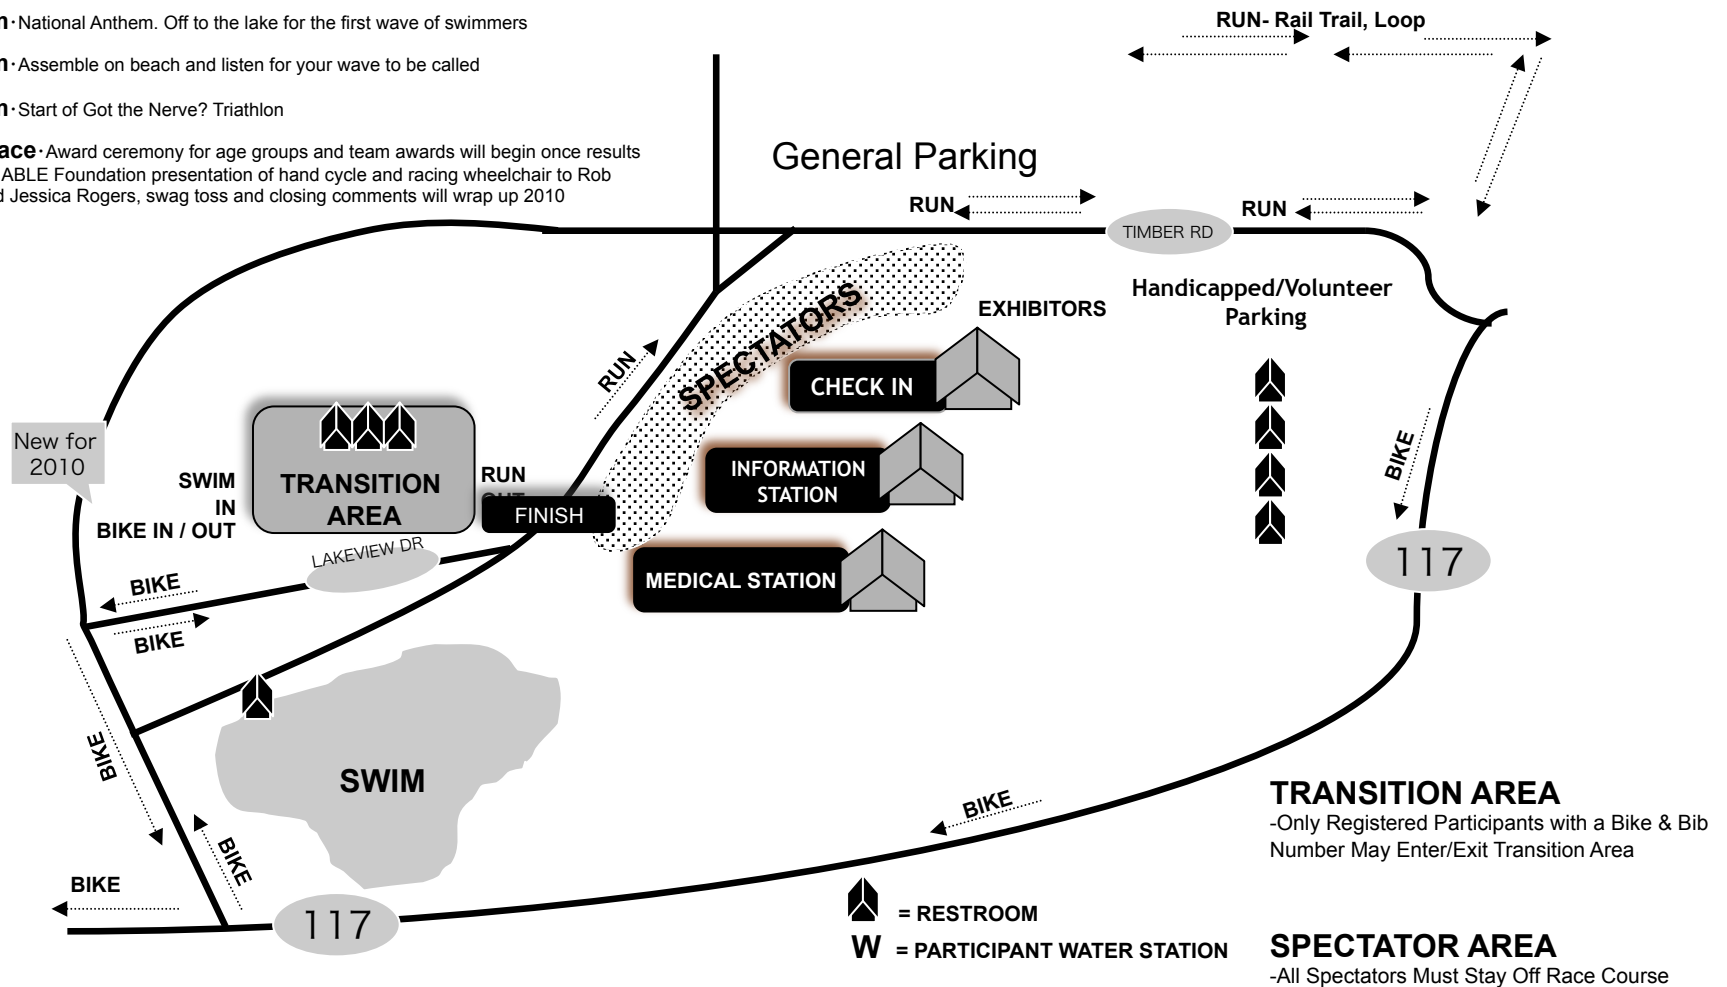 n·National Anthem. Off to the lake for the first wave of swimmers
n·Assemble on beach and listen for your wave to be called
n·Start of Got the Nerve? Triathlon
ace·Award ceremony for age groups and team awards will begin once results
ABLE Foundation presentation of hand cycle and racing wheelchair to Rob
d Jessica Rogers, swag toss and closing comments will wrap up 2010
RUN- Rail Trail, Loop
General Parking
RUN
RUN
TIMBER RD
Handicapped/Volunteer
Parking
EXHIBITORS
SPECTATORS
RUN
CHECK IN
New for
2010
SWIM
IN
BIKE IN / OUT
TRANSITION
AREA
RUN
OUT
FINISH
INFORMATION
STATION
BIKE
117
LAKEVIEW DR
MEDICAL STATION
BIKE
BIKE
BIKE
SWIM
BIKE
BIKE
BIKE
117
= RESTROOM
W = PARTICIPANT WATER STATION
TRANSITION AREA
-Only Registered Participants with a Bike & Bib
Number May Enter/Exit Transition Area
SPECTATOR AREA
-All Spectators Must Stay Off Race Course